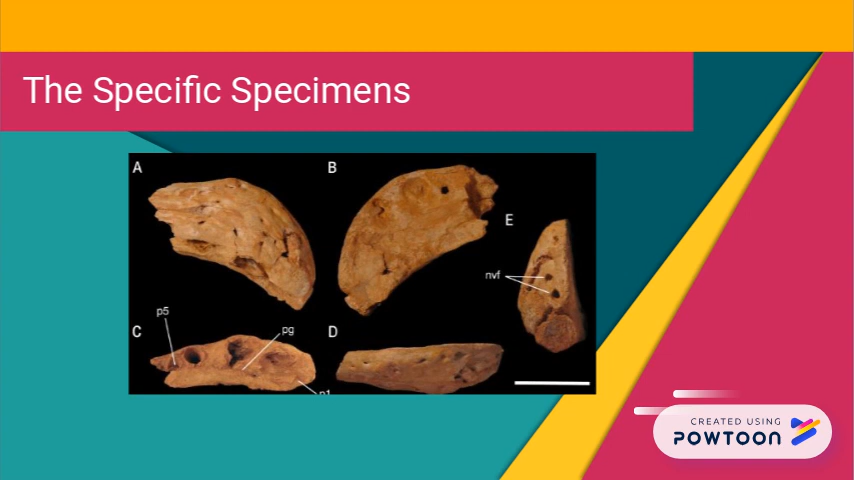 The Specific Specimens
A
B
E
nvf
p5
C
pg
D
CREATED USING
POWTOON